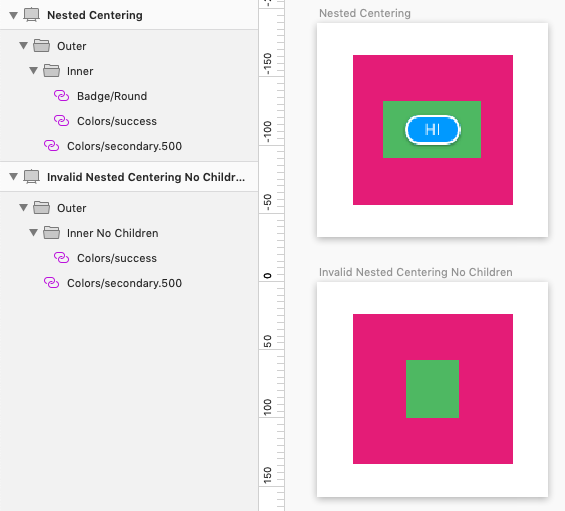 Nested Centering
Outer
Inner
Badge/Round
Colors/success
Colors/secondary.500
Invalid Nested Centering No Childr...
Outer
Inner No Children
Colors/success
Colors/secondary.500
-150
-100
-50
0
50
100
150
Nested Centering
HI
Invalid Nested Centering No Children